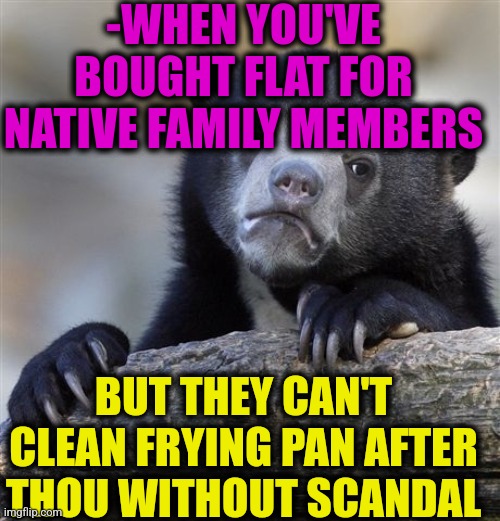 -WHEN YOU'VE
BOUGHT FLAT FOR
NATIVE FAMILY MEMBERS
BUT THEY CAN'T
CLEAN FRYING PAN AFTER
THOU WITHOUT SCANDAL
imgflip.com